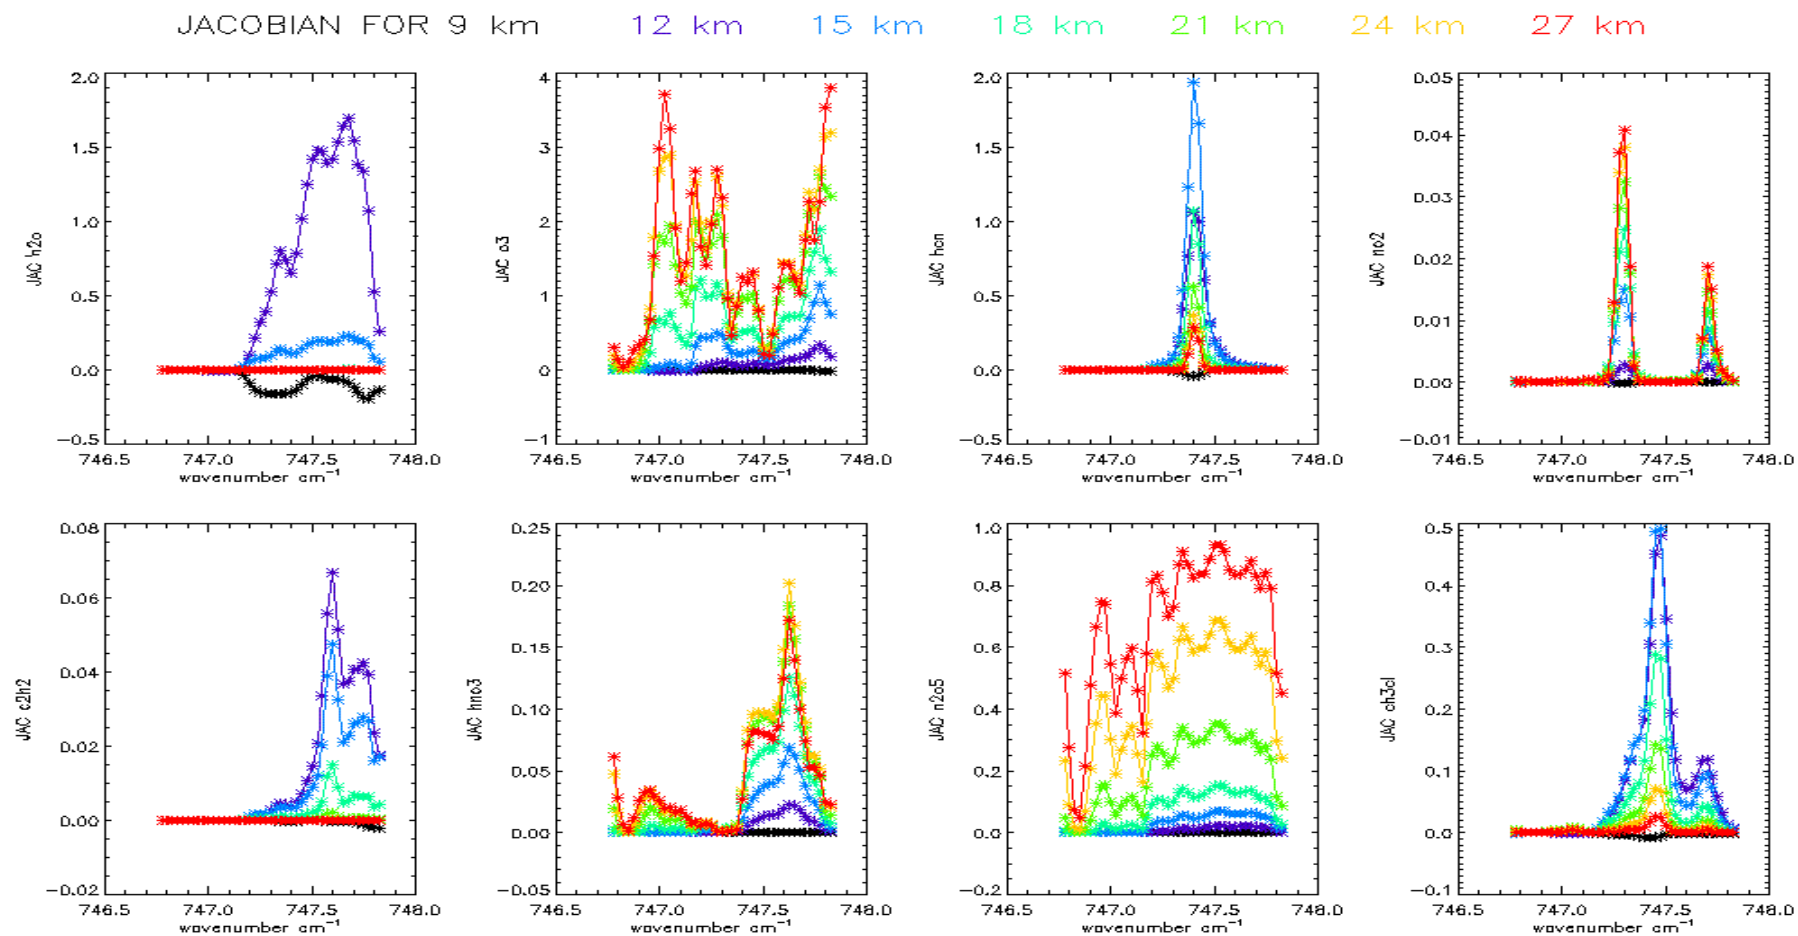 JACOBIAN FOR 9 km 12 km 15 km 18 km 21 km 24 km 27 km
JAC h2o
2.0
1.5
1.0
0.5
0.0
-0.5
746.5 747.0 747.5 748.0
wavenumber cm-1
JAC o3
4
3
2
1
0
-1
746.5 747.0 747.5 748.0
wavenumber cm-1
JAC hcn
2.0
1.5
1.0
0.5
0.0
-0.5
746.5 747.0 747.5 748.0
wavenumber cm-1
JAC no2
0.05
0.04
0.03
0.02
0.01
0.00
-0.01
746.5 747.0 747.5 748.0
wavenumber cm-1
JAC c2h2
0.08
0.06
0.04
0.02
0.00
-0.02
746.5 747.0 747.5 748.0
wavenumber cm-1
JAC hno3
0.25
0.20
0.15
0.10
0.05
0.00
-0.05
746.5 747.0 747.5 748.0
wavenumber cm-1
JAC n2o5
1.0
0.8
0.6
0.4
0.2
0.0
-0.2
746.5 747.0 747.5 748.0
wavenumber cm-1
JAC ch3cl
0.5
0.4
0.3
0.2
0.1
0.0
-0.1
746.5 747.0 747.5 748.0
wavenumber cm-1